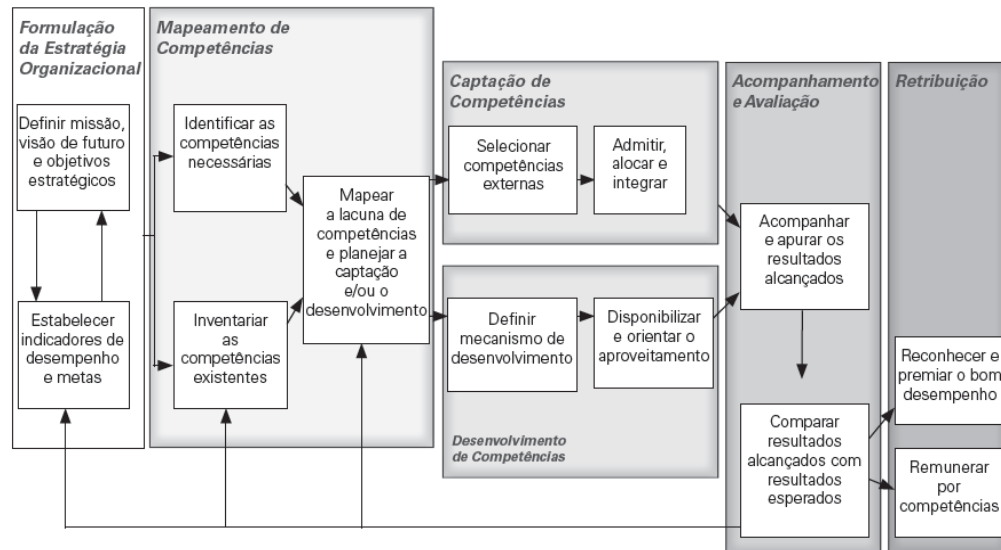 Formulação
da Estratégia
Organizacional
Definir missão,
visão de futuro
e objetivos
estratégicos
Estabelecer
indicadores de
desempenho
e metas
Mapeamento de
Competências
Identificar as
competências
necessárias
Inventariar
as
competências
existentes
Mapear
a lacuna de
competências
e planejar a
captação
e/ou o
desenvolvimento
Captação de
Competências
Selecionar
competências
externas
Admitir,
alocar e
integrar
Definir
mecanismo de
desenvolvimento
Disponibilizar
e orientar o
aproveitamento
Desenvolvimento
de Competências
Acompanhamento
e Avaliação
Acompanhar
e apurar os
resultados
alcançados
Comparar
resultados
alcançados com
resultados
esperados
Retribuição
Reconhecer e
premiar o bom
desempenho
Remunerar
por
competências